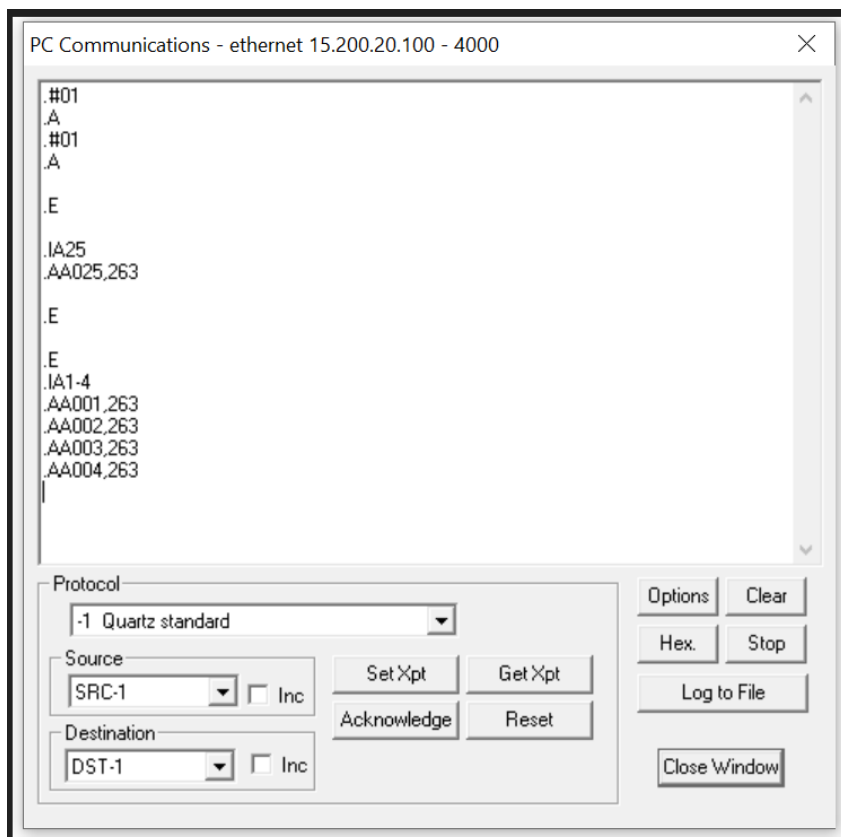 PC Communications - ethernet 15.200.20.100 - 4000
.#01
.A
.#01
.A
.E
.IA25
.AA025,263
.E
.E
.IA1-4
.AA001,263
.AA002,263
.AA003,263
.AA004,263
Protocol
-1 Quartz standard
Source
SRC-1
Inc
Destination
DST-1
Inc
Set Xpt
Get Xpt
Acknowledge
Reset
Options
Clear
Hex.
Stop
Log to File
Close Window